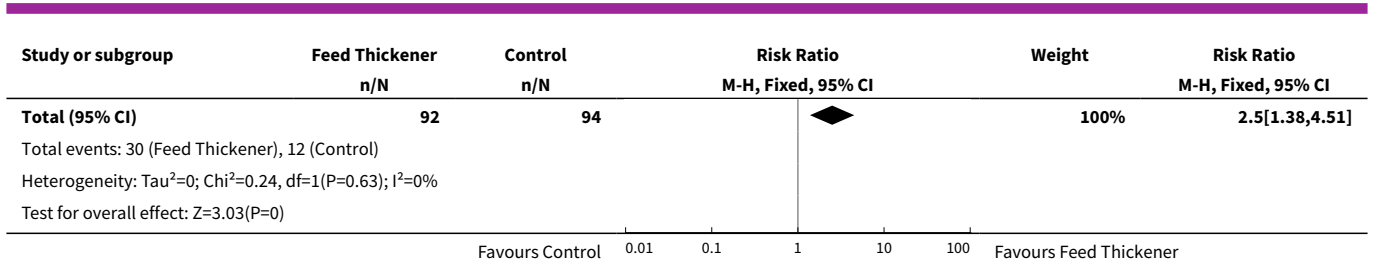 Study or subgroup Feed Thickener Control Risk Ratio Weight Risk Ratio
n/N n/N M-H, Fixed, 95% CI M-H, Fixed, 95% CI
Total (95% CI) 92 94 100% 2.5[1.38,4.51]
Total events: 30 (Feed Thickener), 12 (Control)
Heterogeneity: Tau²=0; Chi²=0.24, df=1(P=0.63); I²=0%
Test for overall effect: Z=3.03(P=0)
Favours Control 0.01 0.1 1 10 100 Favours Feed Thickener